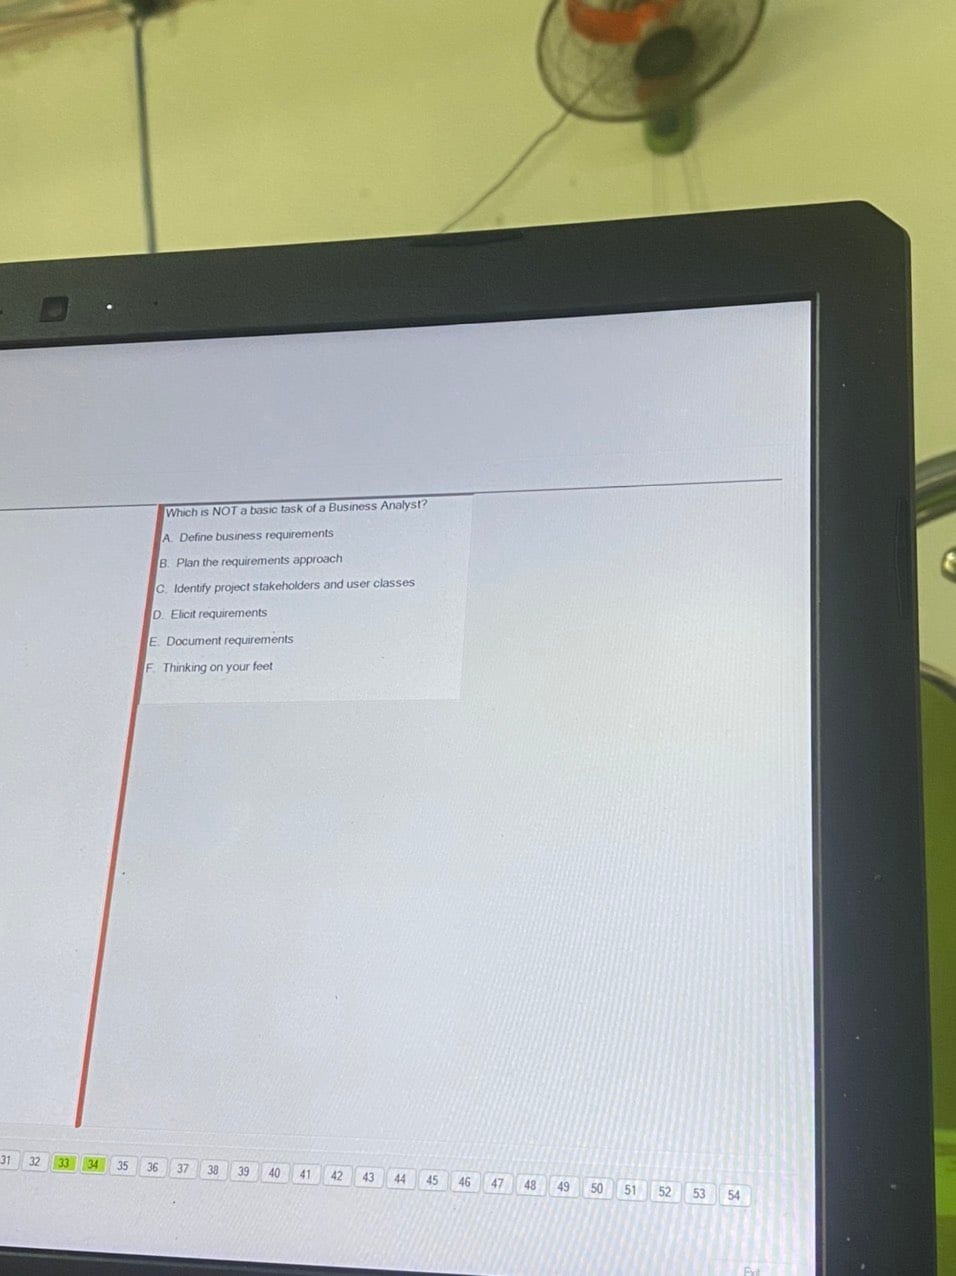 Which is NOT a basic task of a Business Analyst?
A. Define business requirements
B. Plan the requirements approach
C. Identify project stakeholders and user classes
D. Elicit requirements
E. Document requirements
F. Thinking on your feet
31 32 33 34 35 36 37 38 39 40 41 42 43 44 45 46 47 48 49 50 51 52 53 54
Exit